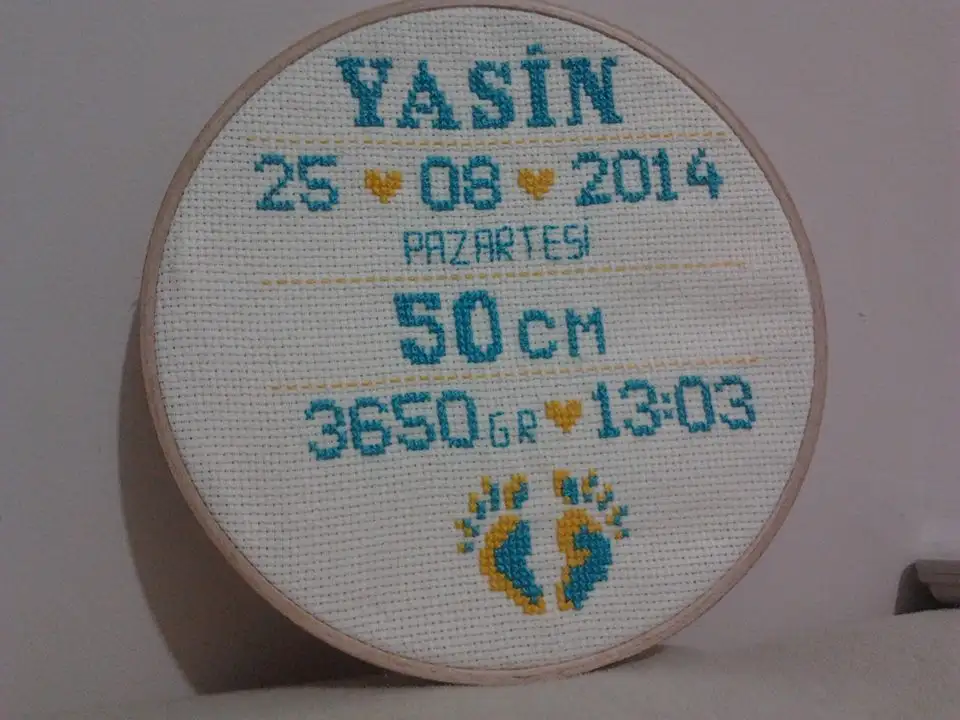 YASİN
25 08 2014
PAZARTESİ
50 CM
3650 GR 13:03